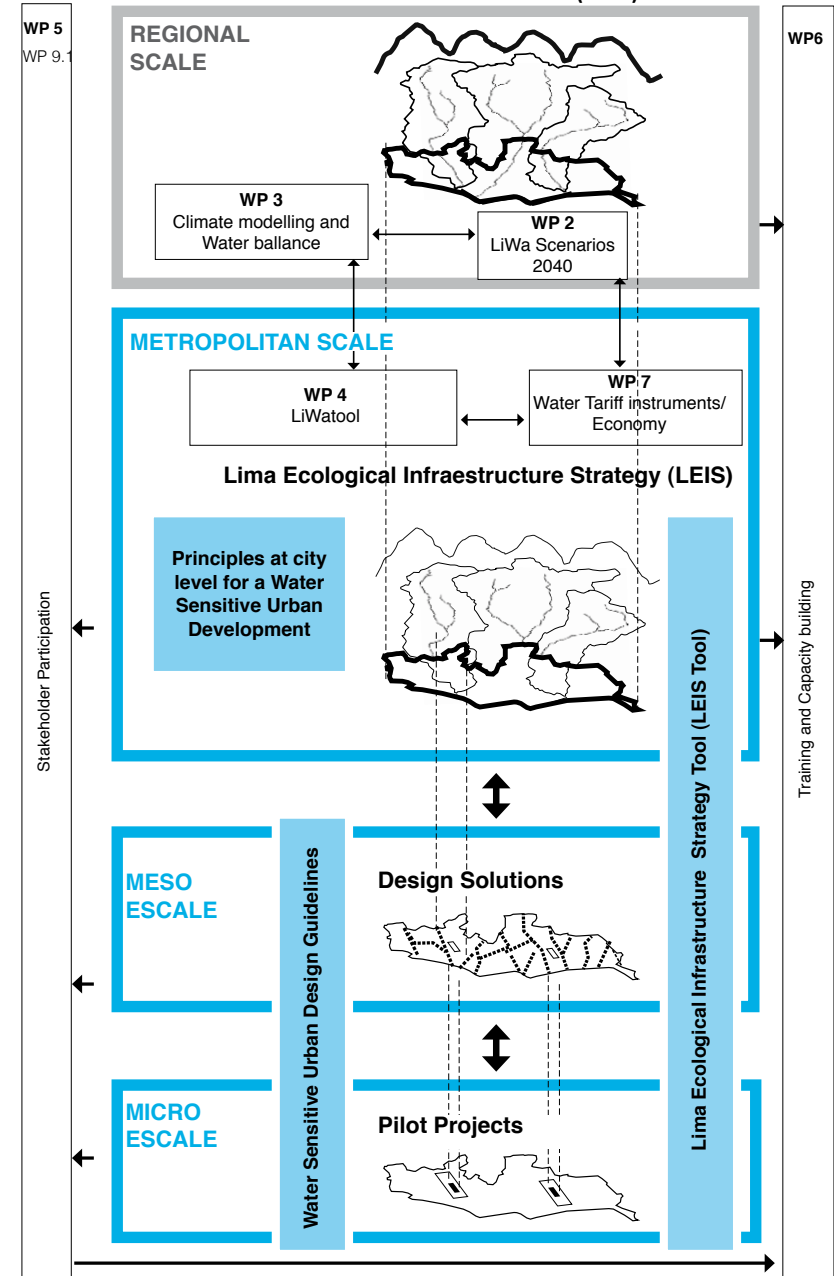 WP 5
WP 9.1
Stakeholder Participation
REGIONAL
SCALE
WP 3
Climate modelling and
Water ballance
WP 2
LiWa Scenarios
2040
METROPOLITAN SCALE
WP 4
LiWatool
WP 7
Water Tariff instruments/
Economy
Lima Ecological Infraestructure Strategy (LEIS)
Principles at city
level for a Water
Sensitive Urban
Development
Lima Ecological Infrastructure Strategy Tool (LEIS Tool)
MESO
ESCALE
Design Solutions
Water Sensitive Urban Design Guidelines
MICRO
ESCALE
Pilot Projects
WP6
Training and Capacity building